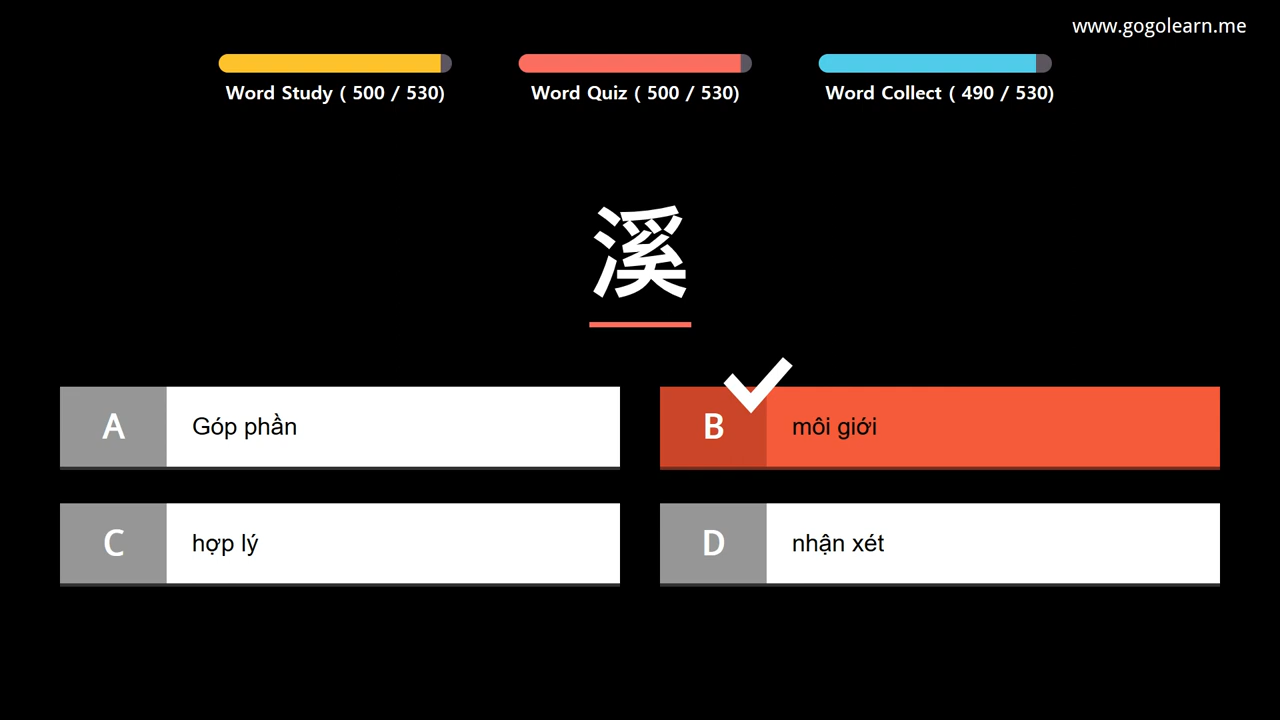 www.gogolearn.me
Word Study ( 500 / 530)
Word Quiz ( 500 / 530)
Word Collect ( 490 / 530)
溪
A Góp phần
B môi giới
C hợp lý
D nhận xét